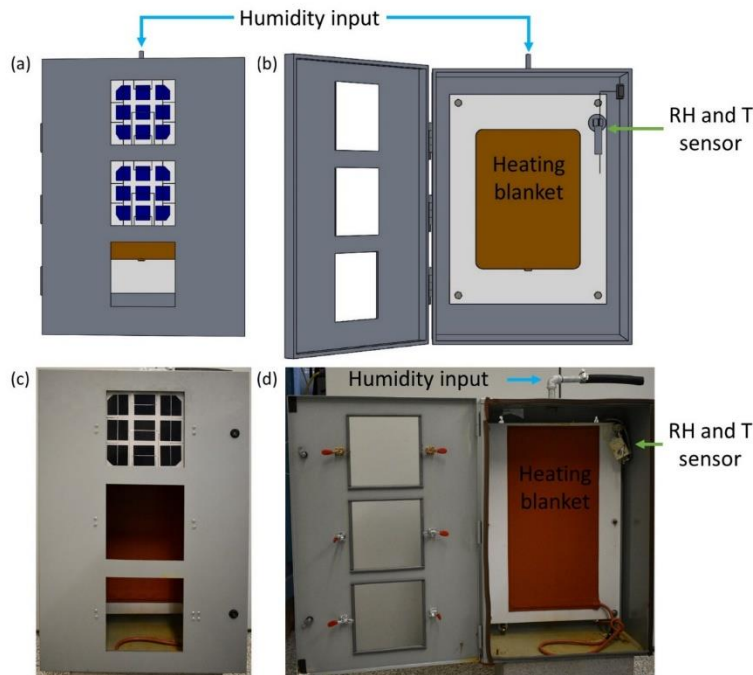 Humidity input
(a)
(b)
RH and T
sensor
Heating
blanket
(c)
(d)
Humidity input
RH and T
sensor
Heating
blanket